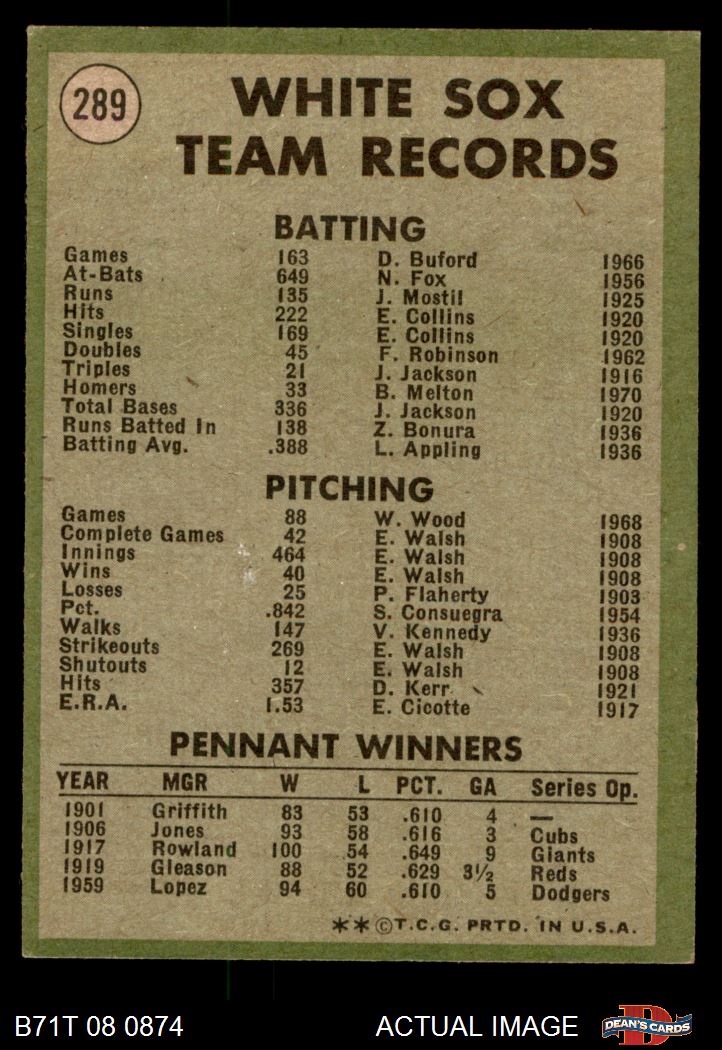 289
WHITE SOX
TEAM RECORDS
BATTING
Games 163 D. Buford 1966
At-Bats 649 N. Fox 1956
Runs 135 J. Mostil 1925
Hits 222 E. Collins 1920
Singles 169 E. Collins 1920
Doubles 45 F. Robinson 1962
Triples 21 J. Jackson 1916
Homers 33 B. Melton 1970
Total Bases 336 J. Jackson 1920
Runs Batted In 138 Z. Bonura 1936
Batting Avg. .388 L. Appling 1936
PITCHING
Games 88 W. Wood 1968
Complete Games 42 E. Walsh 1908
Innings 464 E. Walsh 1908
Wins 40 E. Walsh 1908
Losses 25 P. Flaherty 1903
Pct. .842 S. Consuegra 1954
Walks 147 V. Kennedy 1936
Strikeouts 269 E. Walsh 1908
Shutouts 12 E. Walsh 1908
Hits 357 D. Kerr 1921
E.R.A. 1.53 E. Cicotte 1917
PENNANT WINNERS
YEAR MGR W L PCT. GA Series Op.
1901 Griffith 83 53 .610 4 —
1906 Jones 93 58 .616 3 Cubs
1917 Rowland 100 54 .649 9 Giants
1919 Gleason 88 52 .629 3½ Reds
1959 Lopez 94 60 .610 5 Dodgers
**©T.C.G. PRTD. IN U.S.A.
B71T 08 0874 ACTUAL IMAGE D DEAN'S CARDS